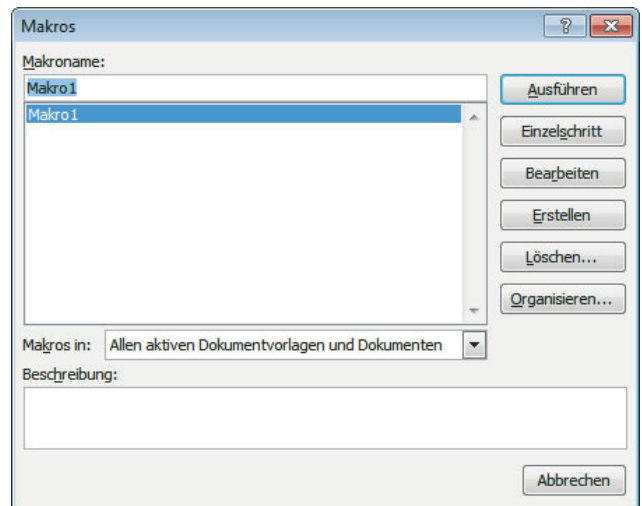 Makros
Makroname:
Makro1
Makro1
Ausführen
Einzelschritt
Bearbeiten
Erstellen
Löschen...
Organisieren...
Makros in: Allen aktiven Dokumentvorlagen und Dokumenten
Beschreibung:
Abbrechen